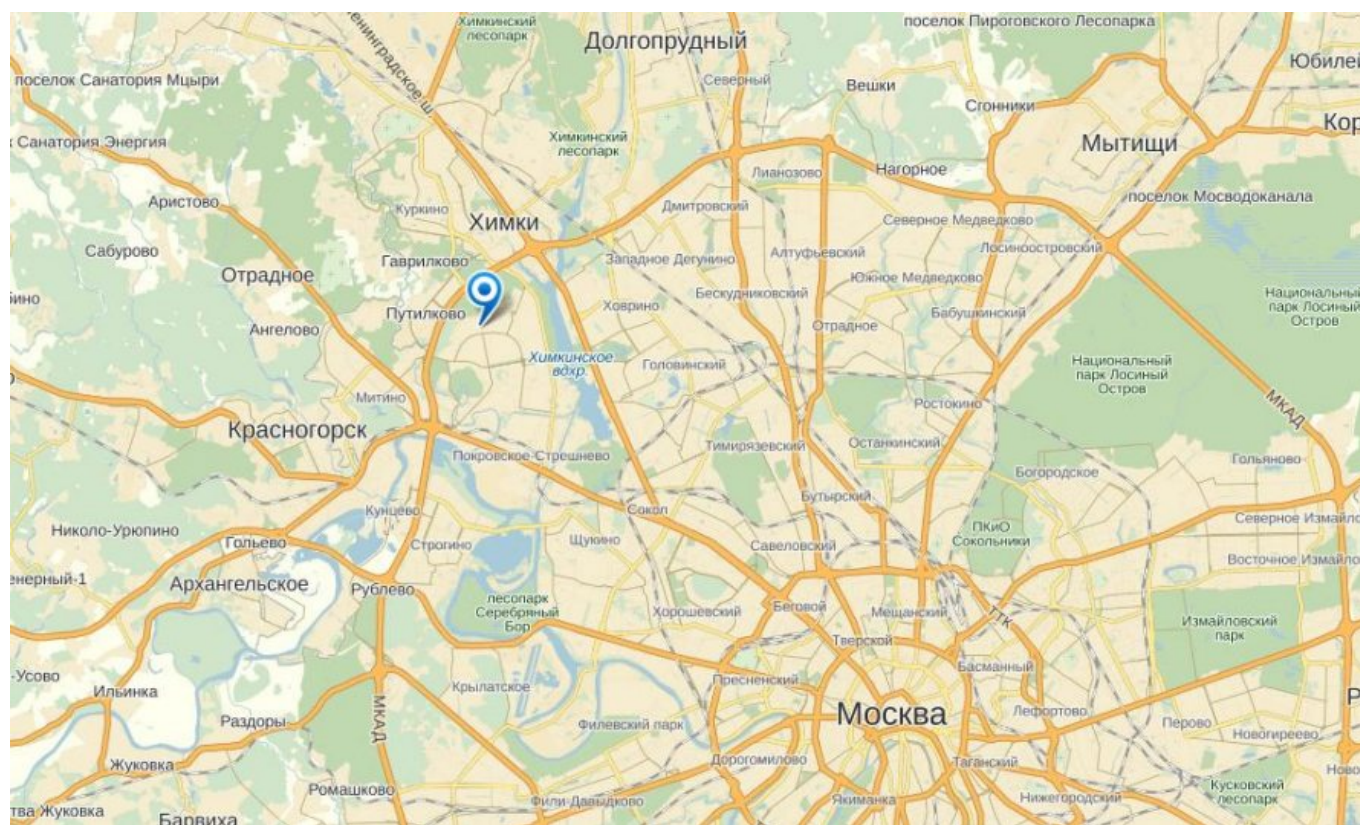 Химкинский
лесопарк
поселок Пироговского Лесопарка
Ленинградское ш.
Долгопрудный
Юбилей
поселок Санатория Мцыри
Северный
Вешки
Сгонники
Кор
к Санатория Энергия
Химкинский
лесопарк
Мытищи
Лианозово
Нагорное
Аристово
Куркино
Дмитровский
поселок Мосводоканала
Химки
Северное Медведково
Сабурово
Отрадное
Гаврилково
Западное Дегунино
Алтуфьевский
Лосиноостровский
Южное Медведково
Бескудниковский
бино
Путилково
Ховрино
Бабушкинский
Национальный
парк Лосиный
Остров
Ангелово
Отрадное
Химкинское
вдхр.
Головинский
Национальный
парк Лосиный
Остров
Митино
Ростокино
МКАД
Красногорск
Покровское-Стрешнево
Тимирязевский
Останкинский
Гольяново
Богородское
Бутырский
Кунцево
Сокол
Николо-Урюпино
Гольево
Строгино
Щукино
Савеловский
ПКиО
Сокольники
Северное Измайло
Восточное Измайло
енерный-1
Архангельское
Рублево
лесопарк
Серебряный
Бор
Хорошевский
Беговой
Мещанский
ТТК
Измайловский
парк
Тверской
Басманный
-Усово
Ильинка
Крылатское
Пресненский
МКАД
Раздоры
Филевский парк
Москва
Лефортово
Перово
Р
Новогиреево
Жуковка
Дорогомилово
Таганский
Ново
Ромашково
Фили-Давыдково
Якиманка
Нижегородский
Кусковский
лесопарк
тва Жуковка
Барвиха